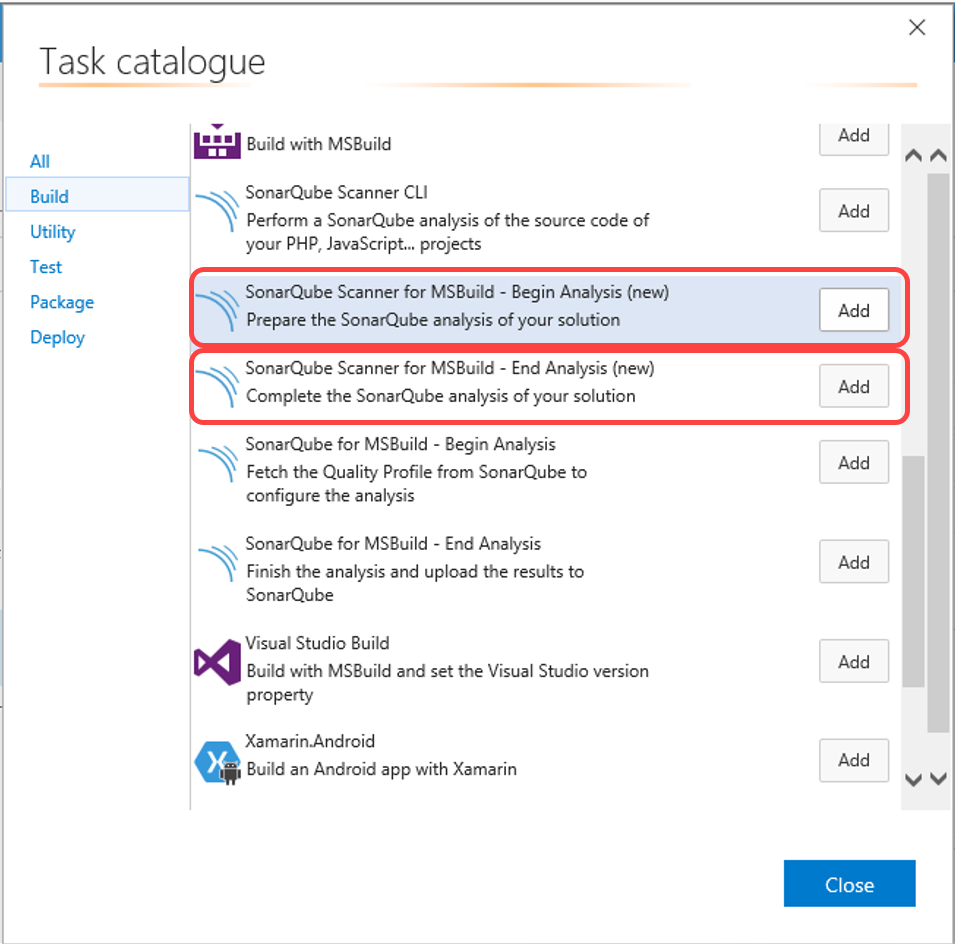 Task catalogue
All
Build
Utility
Test
Package
Deploy
Build with MSBuild
Add
SonarQube Scanner CLI
Perform a SonarQube analysis of the source code of
your PHP, JavaScript... projects
Add
SonarQube Scanner for MSBuild - Begin Analysis (new)
Prepare the SonarQube analysis of your solution
Add
SonarQube Scanner for MSBuild - End Analysis (new)
Complete the SonarQube analysis of your solution
Add
SonarQube for MSBuild - Begin Analysis
Fetch the Quality Profile from SonarQube to
configure the analysis
Add
SonarQube for MSBuild - End Analysis
Finish the analysis and upload the results to
SonarQube
Add
Visual Studio Build
Build with MSBuild and set the Visual Studio version
property
Add
Xamarin.Android
Build an Android app with Xamarin
Add
Close